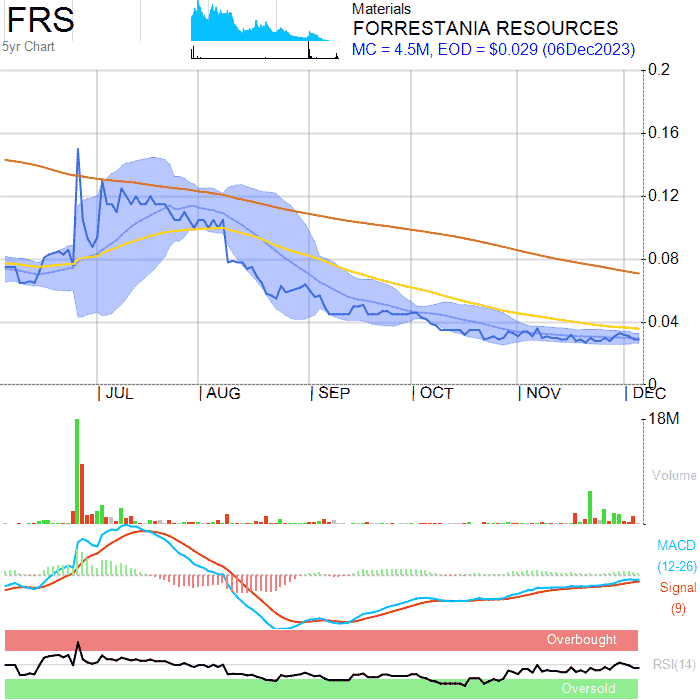 FRS
5yr Chart
Materials
FORRESTANIA RESOURCES
MC = 4.5M, EOD = $0.029 (06Dec2023)
0.2
0.16
0.12
0.08
0.04
0
JUL AUG SEP OCT NOV DEC
18M
Volume
MACD
(12-26)
Signal
(9)
Overbought
RSI(14)
Oversold